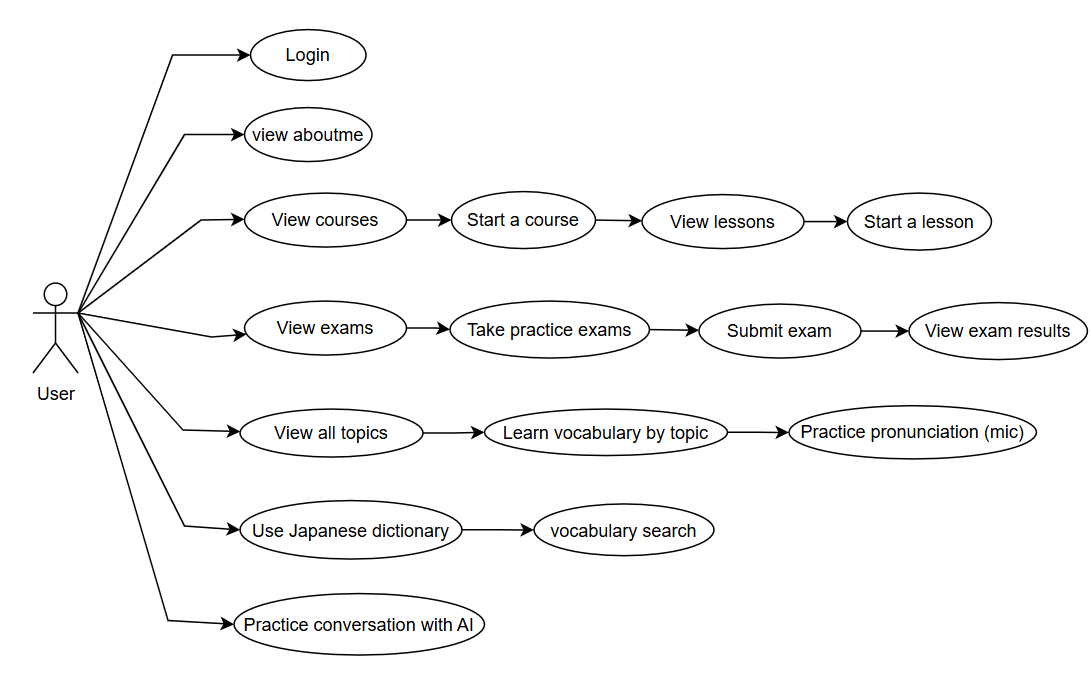 Login
view aboutme
View courses
Start a course
View lessons
Start a lesson
User
View exams
Take practice exams
Submit exam
View exam results
View all topics
Learn vocabulary by topic
Practice pronunciation (mic)
Use Japanese dictionary
vocabulary search
Practice conversation with AI